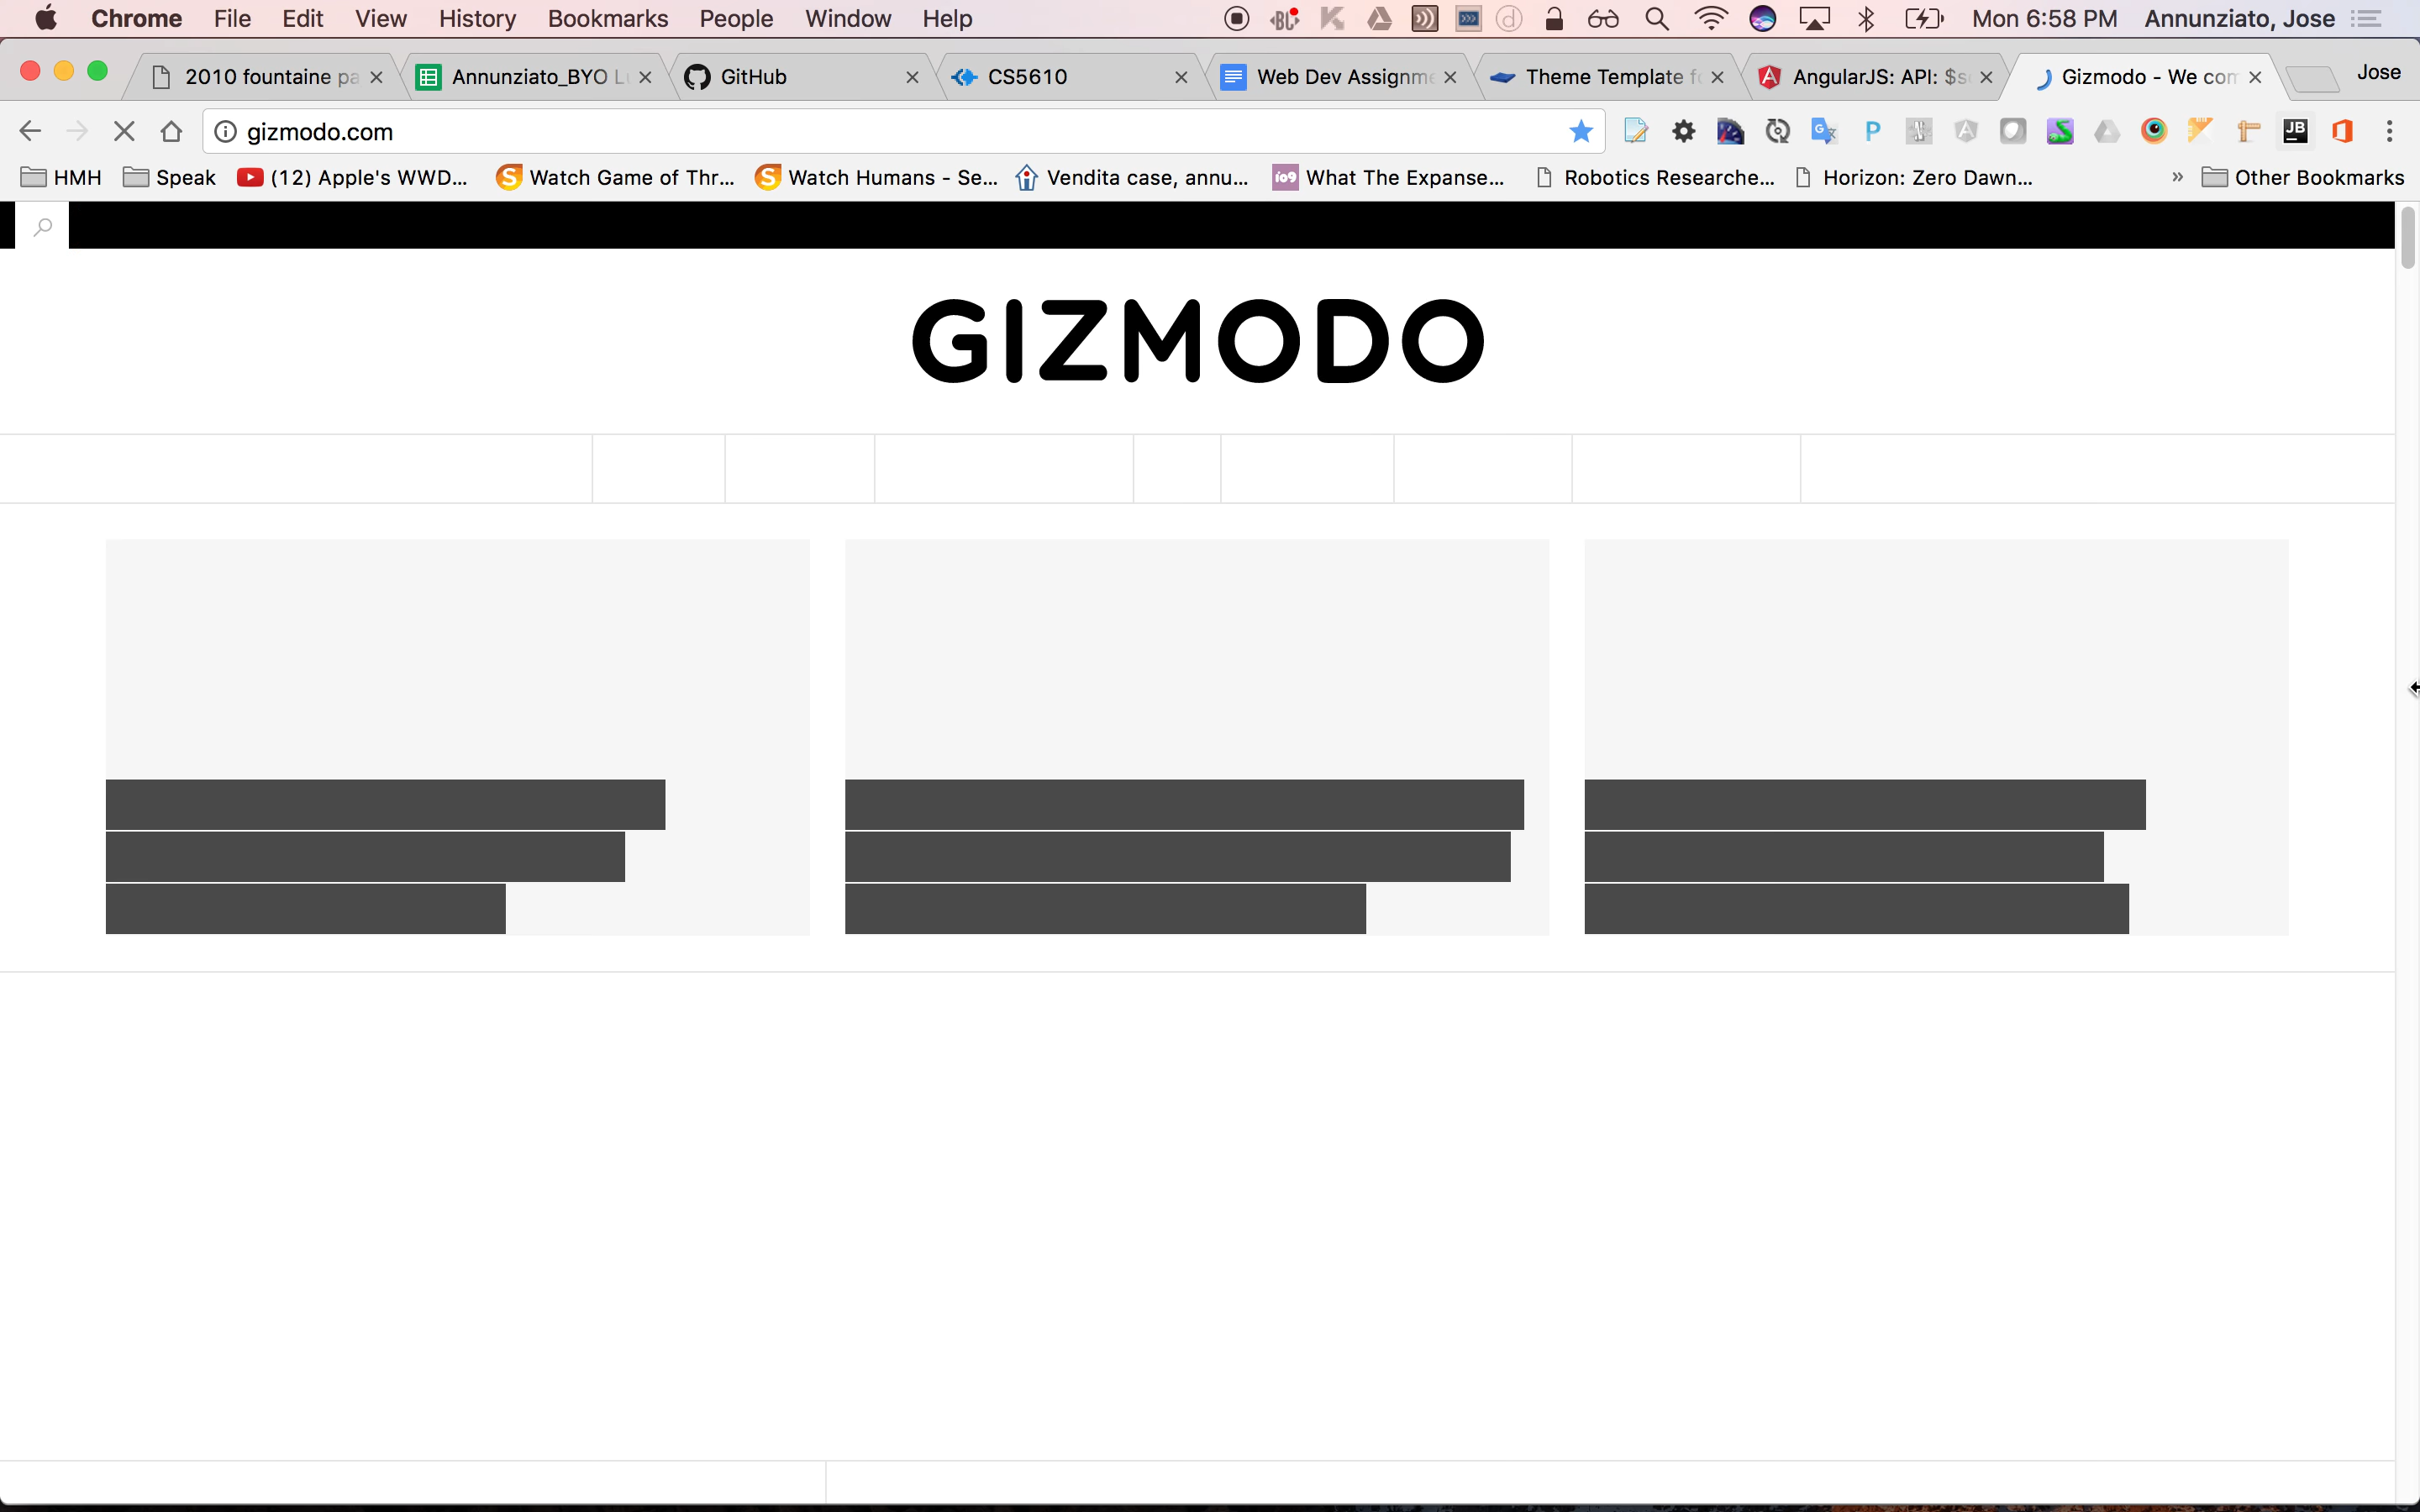 Chrome File Edit View History Bookmarks People Window Help Mon 6:58 PM Annunziato, Jose
2010 fountaine pa Annunziato_BYO L GitHub CS5610 Web Dev Assignme Theme Template f AngularJS: API: $s Gizmodo - We com Jose
gizmodo.com
HMH Speak (12) Apple's WWD... Watch Game of Thr... Watch Humans - Se... Vendita case, annu... io9 What The Expanse... Robotics Researche... Horizon: Zero Dawn... » Other Bookmarks
GIZMODO